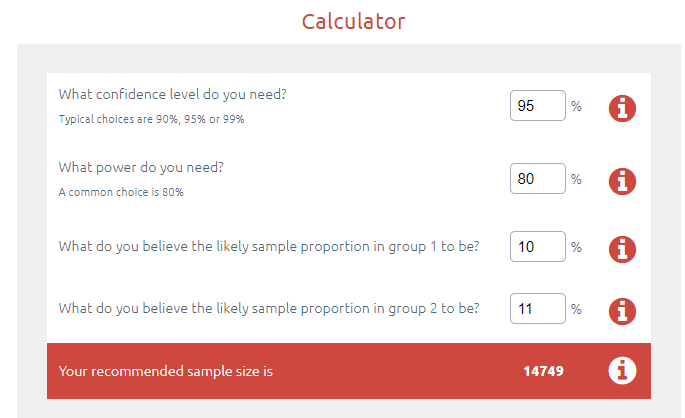 Calculator
What confidence level do you need?
95 %
Typical choices are 90%, 95% or 99%
What power do you need?
80 %
A common choice is 80%
What do you believe the likely sample proportion in group 1 to be? 10 %
What do you believe the likely sample proportion in group 2 to be? 11 %
Your recommended sample size is 14749